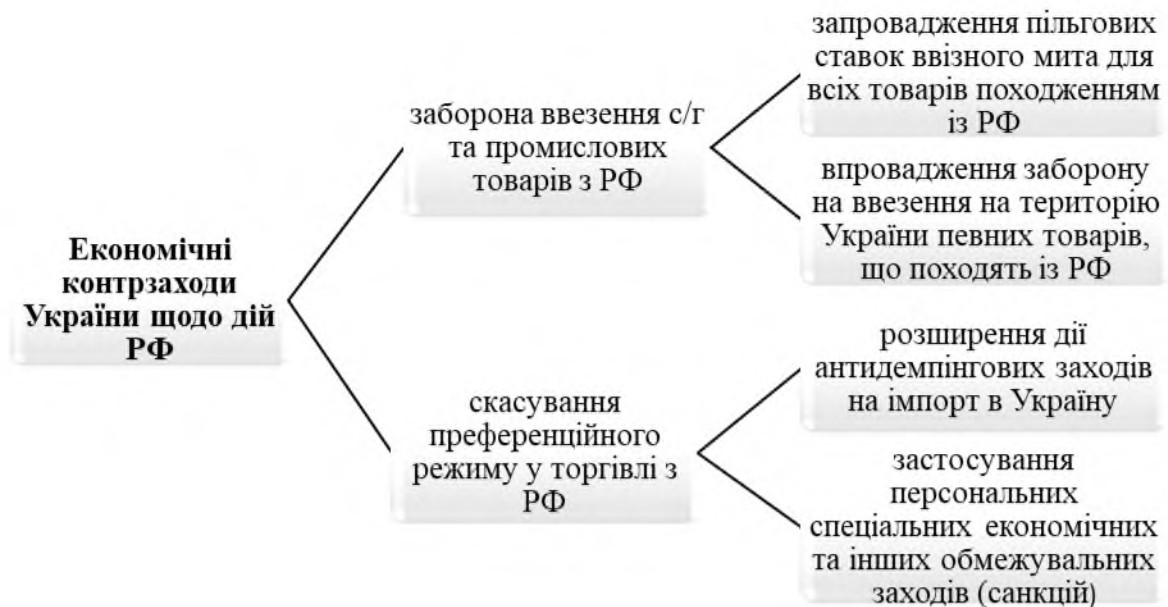 Економічні
контрзаходи
України щодо дій
РФ
заборона ввезення с/г
та промислових
товарів з РФ
запровадження пільгових
ставок ввізного мита для
всіх товарів походженням
із РФ
впровадження заборону
на ввезення на територію
України певних товарів,
що походять із РФ
скасування
преференційного
режиму у торгівлі з
РФ
розширення дії
антидемпінгових заходів
на імпорт в Україну
застосування
персональних
спеціальних економічних
та інших обмежувальних
заходів (санкцій)